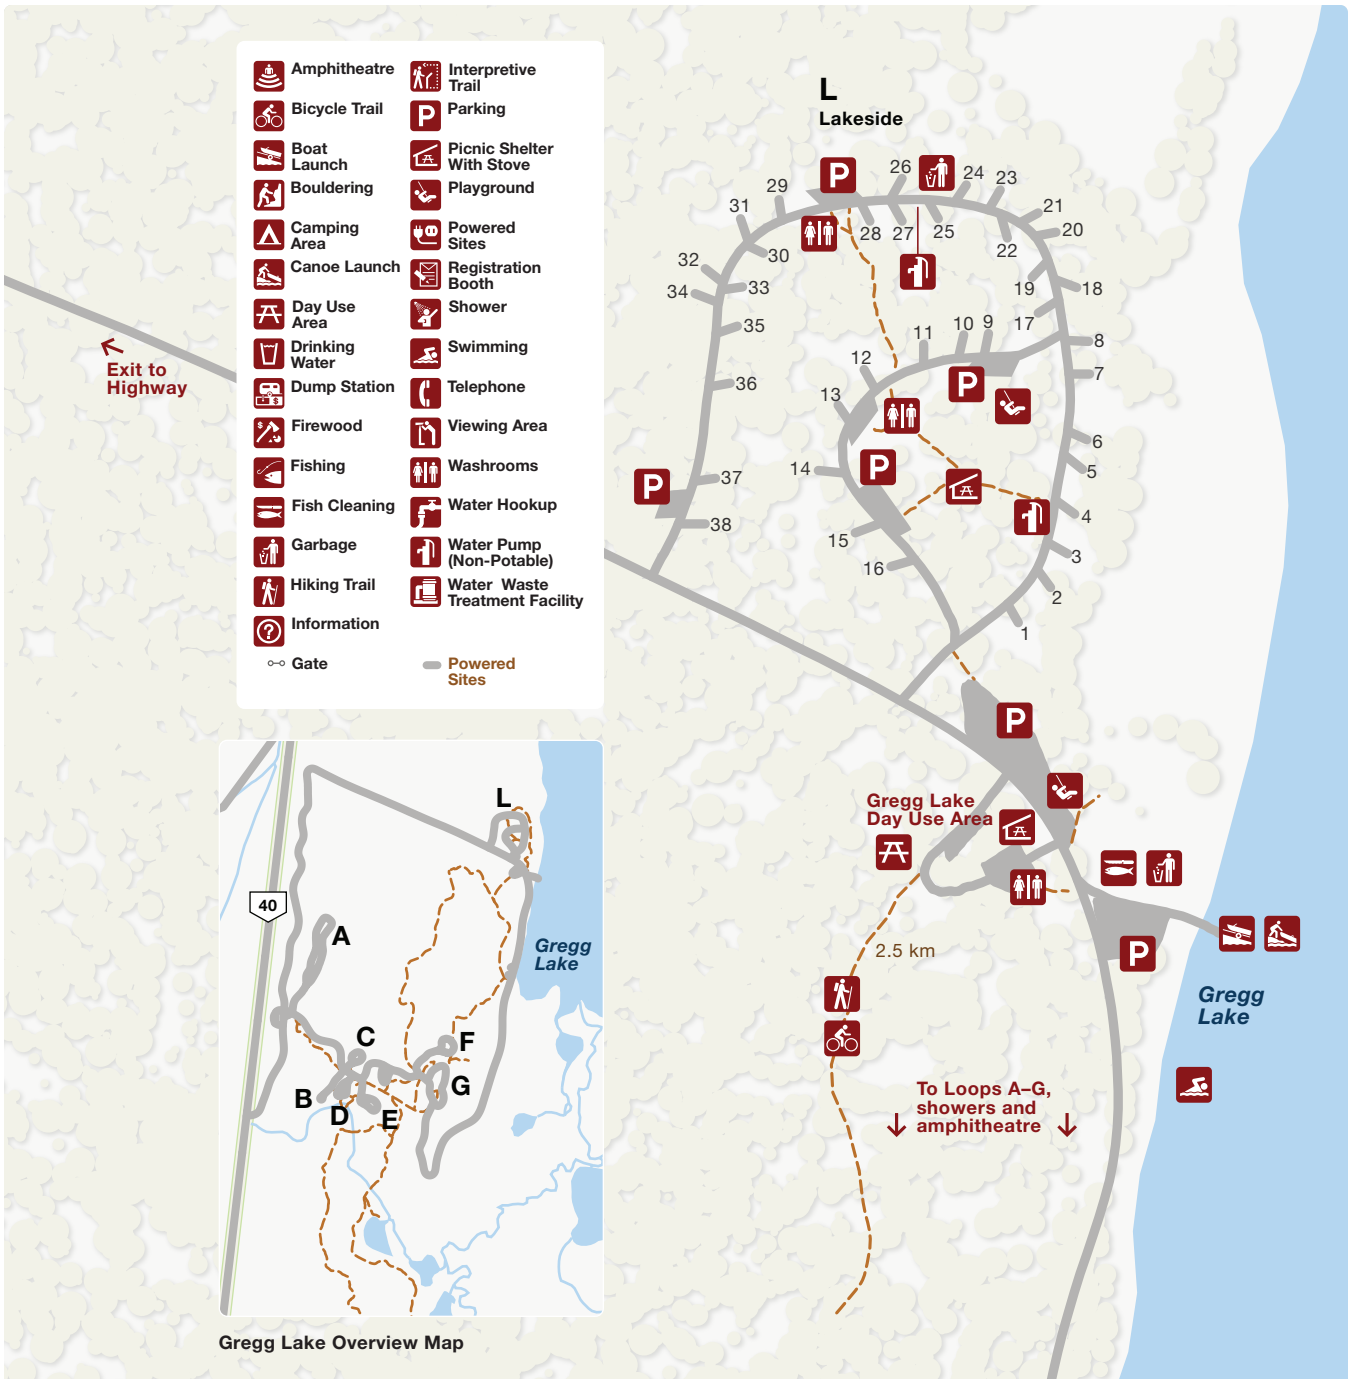 Amphitheatre
Bicycle Trail
Boat
Launch
Bouldering
Camping
Area
Canoe Launch
Day Use
Area
Drinking
Water
Dump Station
Firewood
Fishing
Fish Cleaning
Garbage
Hiking Trail
Information
Gate
Interpretive
Trail
Parking
Picnic Shelter
With Stove
Playground
Powered
Sites
Registration
Booth
Shower
Swimming
Telephone
Viewing Area
Washrooms
Water Hookup
Water Pump
(Non-Potable)
Water Waste
Treatment Facility
Powered
Sites
P
$
$
?
L
Lakeside
P
26
24
23
29
31
21
20
28
27
25
22
30
32
33
34
19
18
35
17
11
10
9
8
12
7
36
P
13
6
14
P
5
37
P
38
4
15
3
16
2
1
Exit to
Highway
P
Gregg Lake
Day Use Area
P
2.5 km
Gregg
Lake
To Loops A–G,
showers and
amphitheatre
L
40
A
Gregg
Lake
C
F
B
D
E
G
Gregg Lake Overview Map